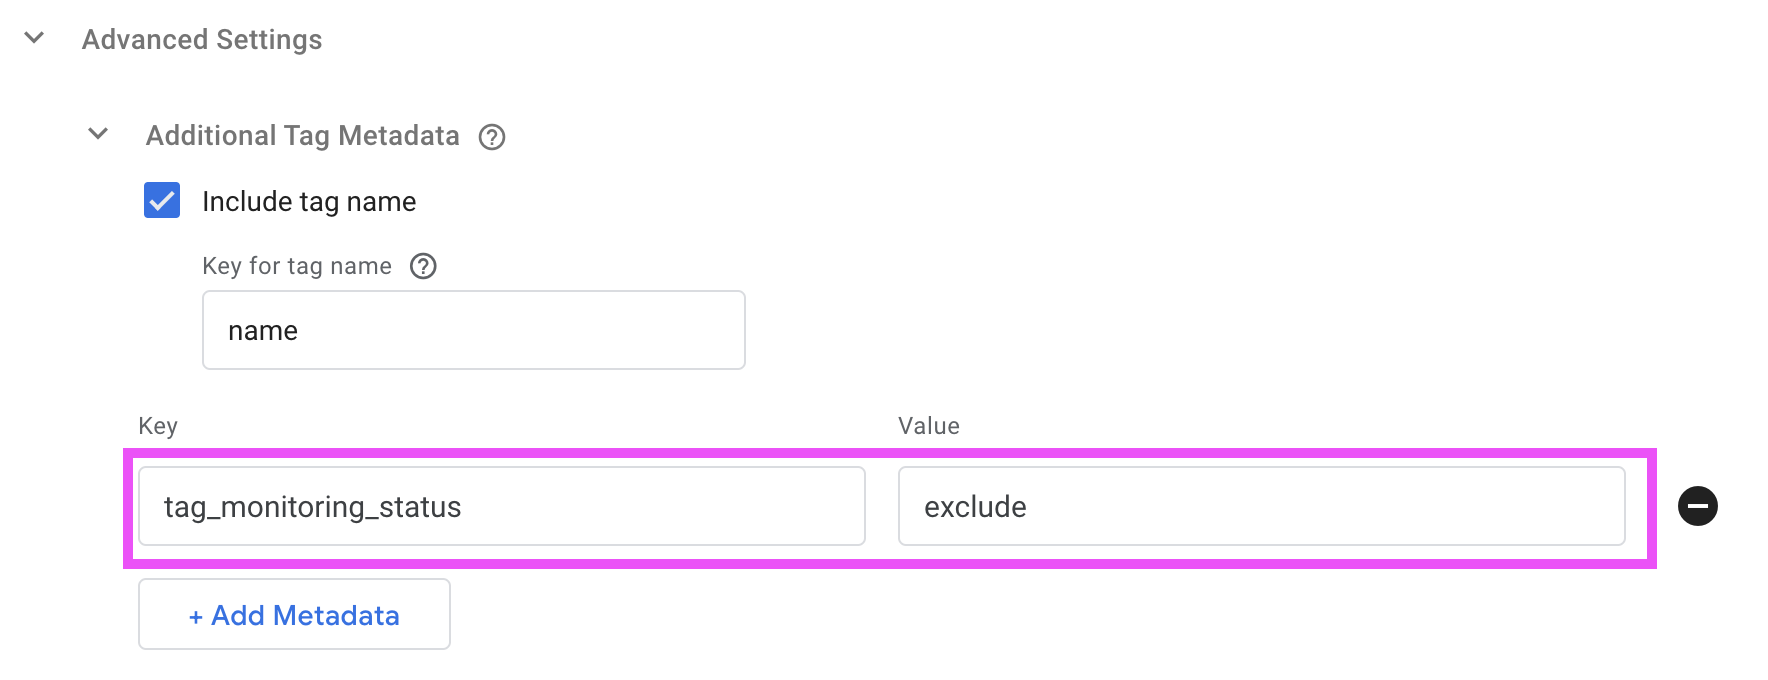 Advanced Settings
Additional Tag Metadata
Include tag name
Key for tag name
name
Key Value
tag_monitoring_status exclude
+ Add Metadata